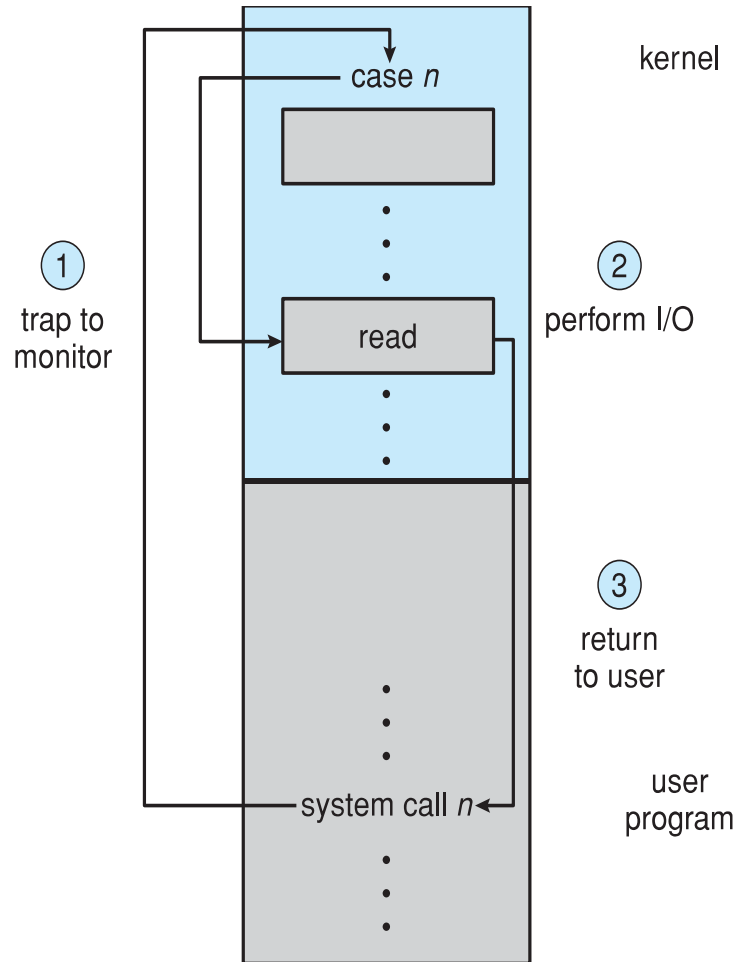 kernel
case n
1
trap to
monitor
2
perform I/O
read
3
return
to user
system call n
user
program